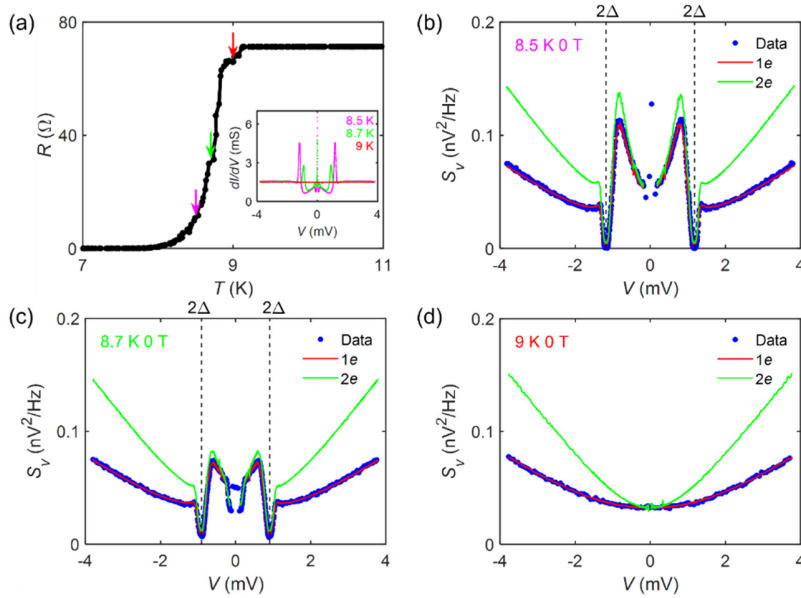 (a)
80
40
0
R (Ω)
7
9
11
T (K)
6
4
2
0
dI/dV (mS)
-4
0
4
V (mV)
8.5 K
8.7 K
9 K
(b)
2Δ
2Δ
8.5 K 0 T
Data
1e
2e
0.2
0.1
0
S_V (nV²/Hz)
-4
-2
0
2
4
V (mV)
(c)
2Δ
2Δ
8.7 K 0 T
Data
1e
2e
0.2
0.1
0
S_V (nV²/Hz)
-4
-2
0
2
4
V (mV)
(d)
9 K 0 T
Data
1e
2e
0.2
0.1
0
S_V (nV²/Hz)
-4
-2
0
2
4
V (mV)